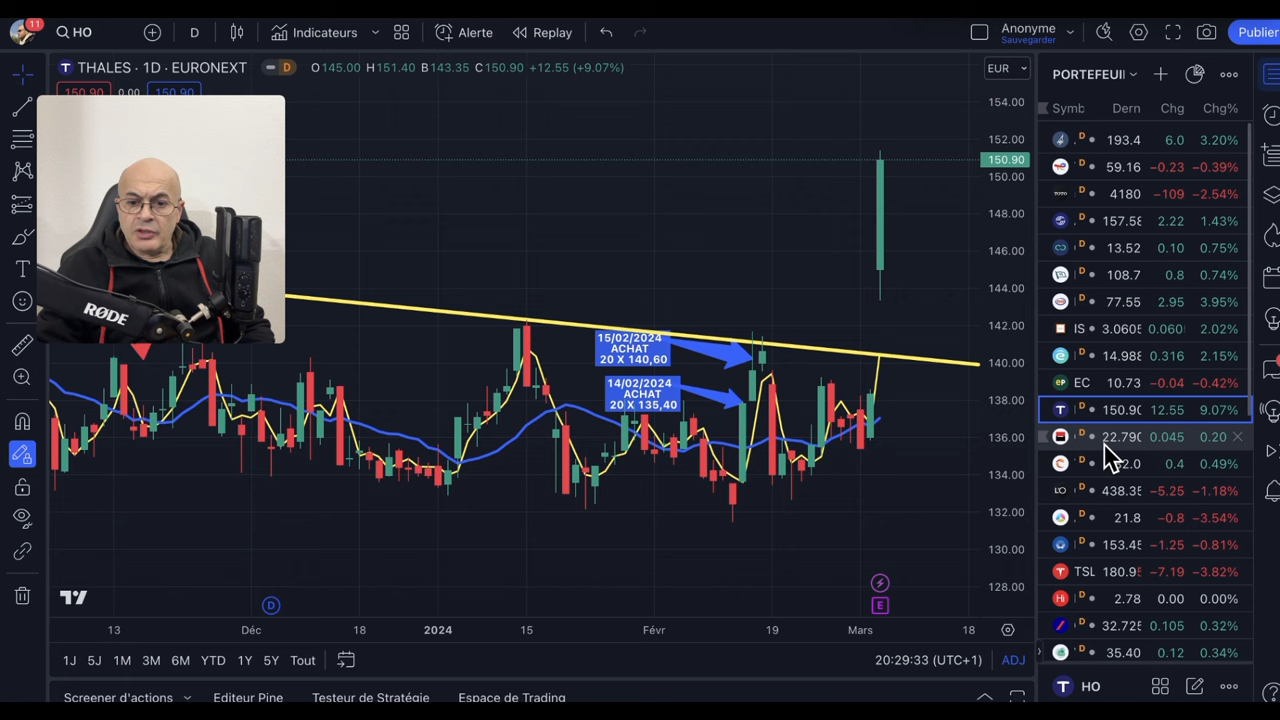 11
HO
D
Indicateurs
Alerte
Replay
Anonyme
Sauvegarder
Publier
THALES · 1D · EURONEXT
D
O145.00 H151.40 B143.35 C150.90 +12.55 (+9.07%)
EUR
PORTEFEUI
150.90
0.00
150.90
Symb
Dern
Chg
Chg%
193.4 6.0 3.20%
59.16 −0.23 −0.39%
4180 −109 −2.54%
157.58 2.22 1.43%
13.52 0.10 0.75%
108.7 0.8 0.74%
77.55 2.95 3.95%
IS 3.0605 0.060 2.02%
14.988 0.316 2.15%
EC 10.73 −0.04 −0.42%
150.90 12.55 9.07%
22.790 0.045 0.20
2.0 0.4 0.49%
438.35 −5.25 −1.18%
21.8 −0.8 −3.54%
153.45 −1.25 −0.81%
TSL 180.95 −7.19 −3.82%
2.78 0.00 0.00%
32.725 0.105 0.32%
35.40 0.12 0.34%
154.00
152.00
150.90
150.00
148.00
146.00
144.00
142.00
140.00
138.00
136.00
134.00
132.00
130.00
128.00
RØDE
15/02/2024
ACHAT
20 X 140,60
14/02/2024
ACHAT
20 X 135,40
D
E
13 Déc 18 2024 15 Févr 19 Mars 18
1J 5J 1M 3M 6M YTD 1Y 5Y Tout
20:29:33 (UTC+1)
ADJ
HO
Screener d'actions
Editeur Pine
Testeur de Stratégie
Espace de Trading